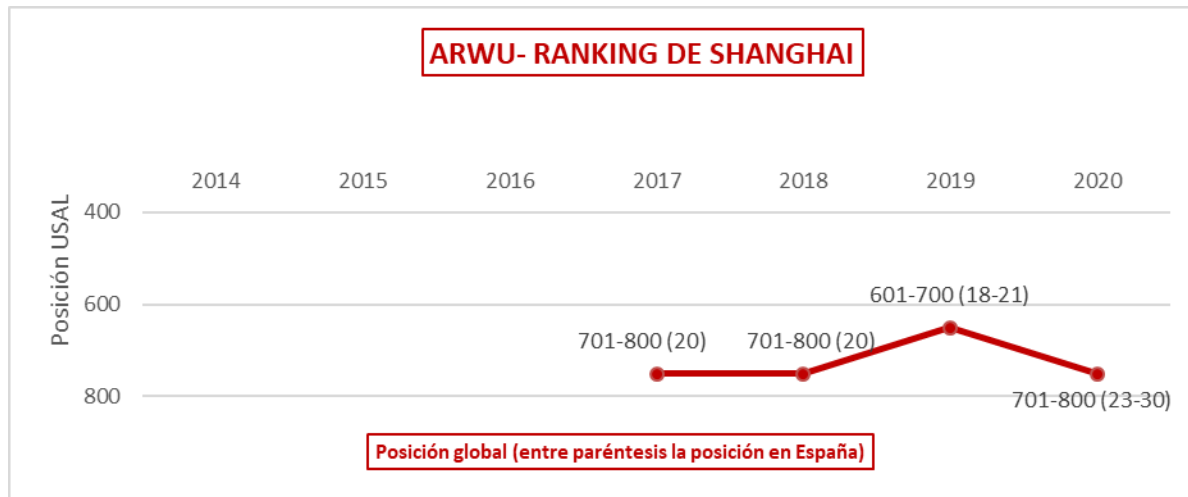 ARWU- RANKING DE SHANGHAI
2014 2015 2016 2017 2018 2019 2020
Posición USAL
400
600
800
701-800 (20)
701-800 (20)
601-700 (18-21)
701-800 (23-30)
Posición global (entre paréntesis la posición en España)